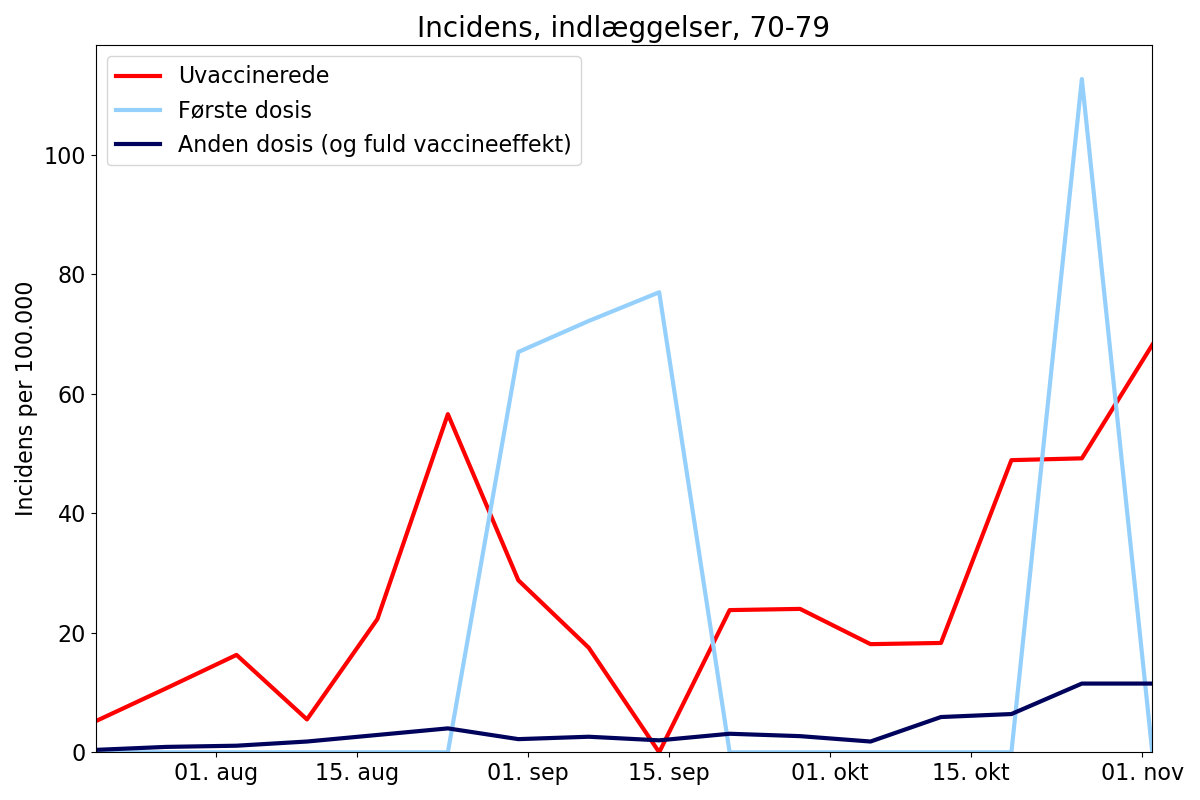 Incidens, indlæggelser, 70-79
Uvaccinerede
Første dosis
Anden dosis (og fuld vaccineeffekt)
Incidens per 100.000
100
80
60
40
20
0
01. aug 15. aug 01. sep 15. sep 01. okt 15. okt 01. nov